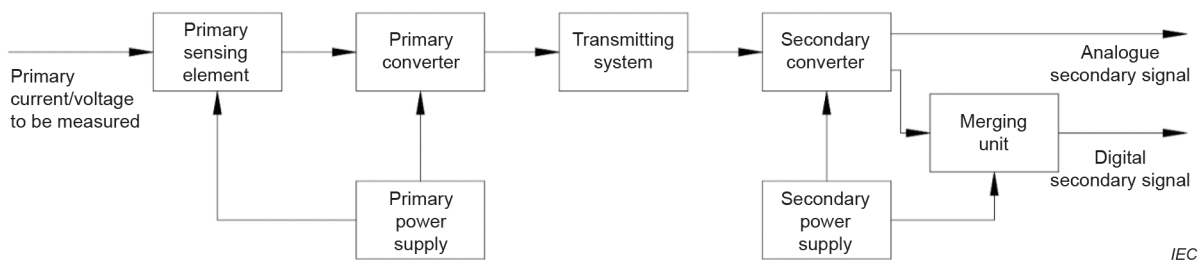 Primary
sensing
element
Primary
converter
Transmitting
system
Secondary
converter
Analogue
secondary signal
Primary
current/voltage
to be measured
Merging
unit
Digital
secondary signal
Primary
power
supply
Secondary
power
supply
IEC